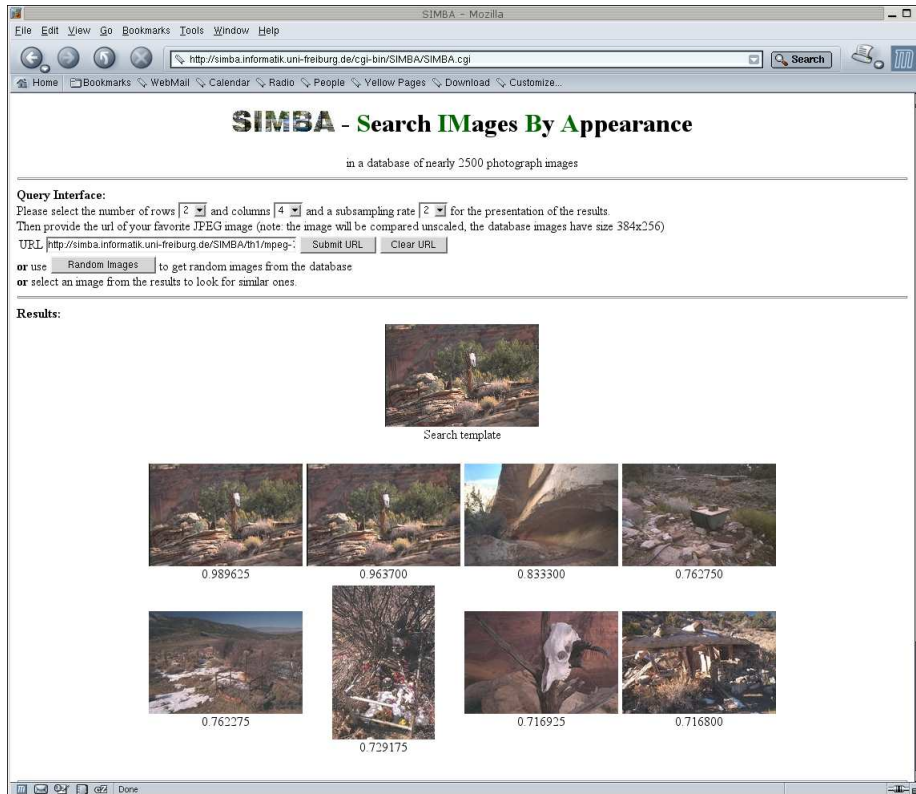 SIMBA - Mozilla
File Edit View Go Bookmarks Tools Window Help
http://simba.informatik.uni-freiburg.de/cgi-bin/SIMBA/SIMBA.cgi Search
Home Bookmarks WebMail Calendar Radio People Yellow Pages Download Customize...
SIMBA - Search IMages By Appearance
in a database of nearly 2500 photograph images
Query Interface:
Please select the number of rows 2 and columns 4 and a subsampling rate 2 for the presentation of the results.
Then provide the url of your favorite JPEG image (note: the image will be compared unscaled, the database images have size 384x256)
URL http://simba.informatik.uni-freiburg.de/SIMBA/th1/mpeg- Submit URL Clear URL
or use Random Images to get random images from the database
or select an image from the results to look for similar ones.
Results:
Search template
0.989625 0.963700 0.833300 0.762750
0.762275 0.729175 0.716925 0.716800
Done